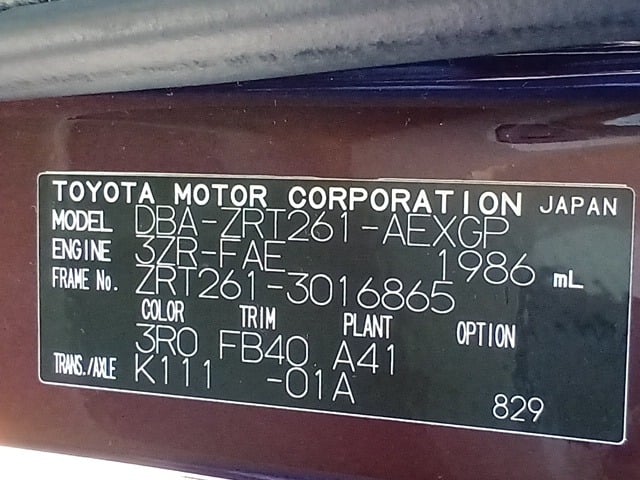 TOYOTA MOTOR CORPORATION JAPAN
MODEL DBA-ZRT261-AEXGP
ENGINE 3ZR-FAE 1986 mL
FRAME No. ZRT261-3016865
COLOR TRIM PLANT OPTION
3R0 FB40 A41
TRANS./AXLE K111 -01A
829